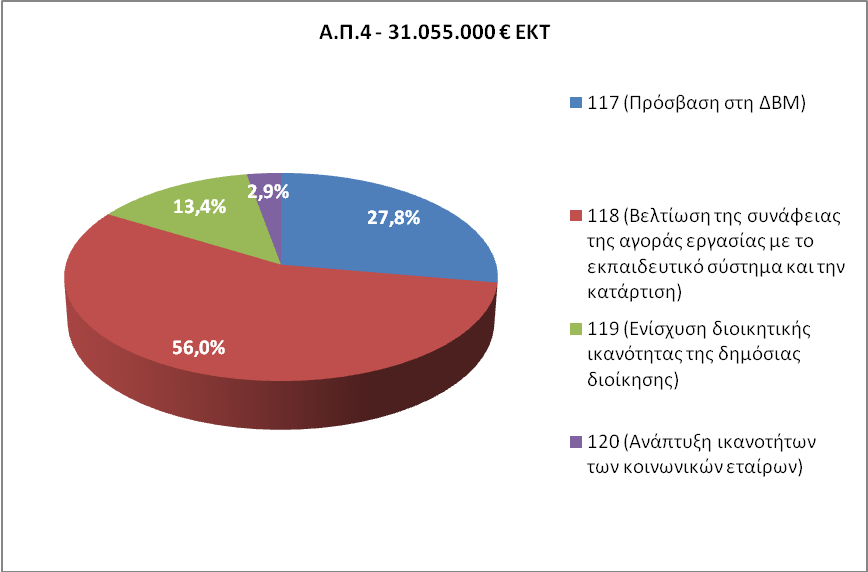 Α.Π.4 - 31.055.000 € ΕΚΤ
117 (Πρόσβαση στη ΔΒΜ)
118 (Βελτίωση της συνάφειας
της αγοράς εργασίας με το
εκπαιδευτικό σύστημα και την
κατάρτιση)
119 (Ενίσχυση διοικητικής
ικανότητας της δημόσιας
διοίκησης)
120 (Ανάπτυξη ικανοτήτων
των κοινωνικών εταίρων)
27,8%
56,0%
13,4%
2,9%